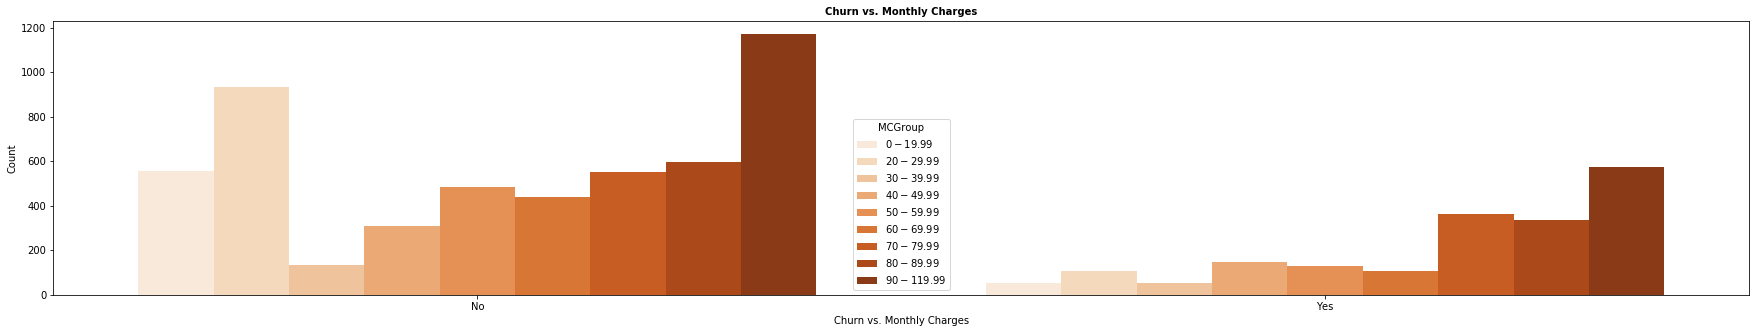 Churn vs. Monthly Charges
1200
1000
800
600
400
200
0
Count
MCGroup
0 − 19.99
20 − 29.99
30 − 39.99
40 − 49.99
50 − 59.99
60 − 69.99
70 − 79.99
80 − 89.99
90 − 119.99
No
Yes
Churn vs. Monthly Charges